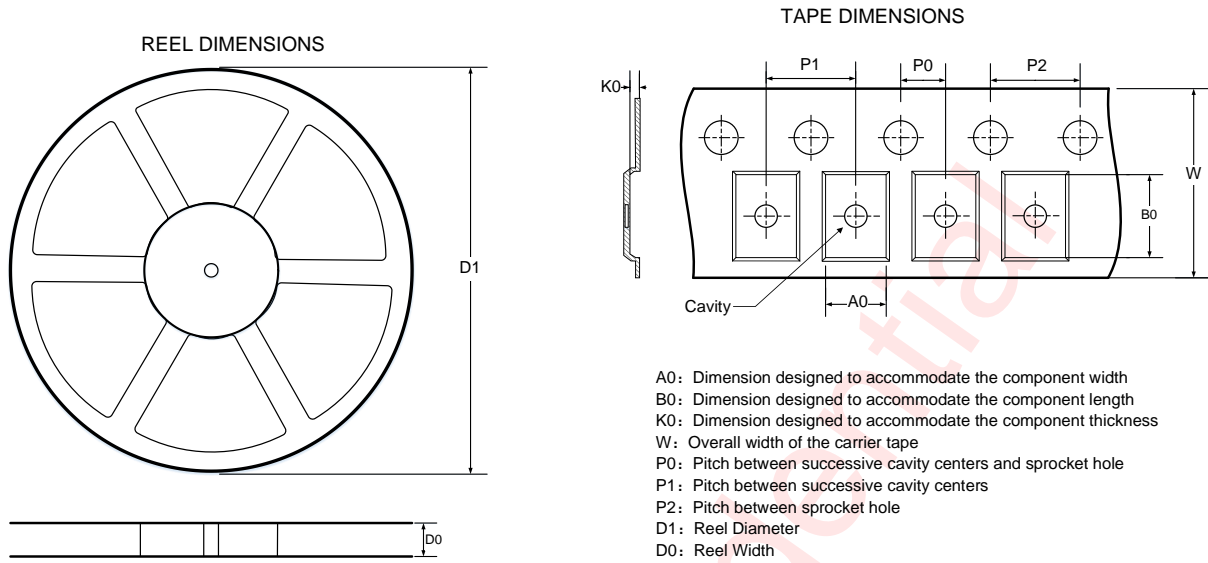 TAPE DIMENSIONS
REEL DIMENSIONS
P1
P0
P2
K0
W
B0
D1
Cavity
A0
A0：Dimension designed to accommodate the component width
B0：Dimension designed to accommodate the component length
K0：Dimension designed to accommodate the component thickness
W：Overall width of the carrier tape
P0：Pitch between successive cavity centers and sprocket hole
P1：Pitch between successive cavity centers
P2：Pitch between sprocket hole
D1：Reel Diameter
D0：Reel Width
D0